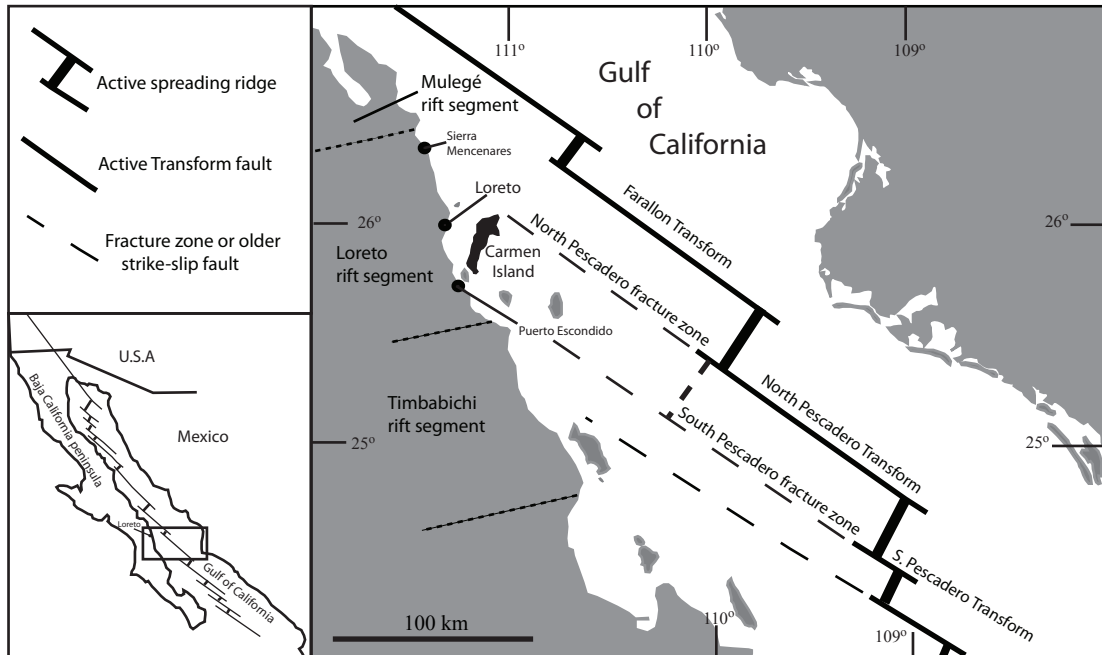 Active spreading ridge
Active Transform fault
Fracture zone or older
strike-slip fault
U.S.A
Baja California peninsula
Mexico
Loreto
Gulf of California
111º
110º
109º
Gulf
of
California
Mulegé
rift segment
Sierra
Mencenares
Loreto
26º
26º
Farallon Transform
North Pescadero fracture zone
Carmen
Island
Loreto
rift segment
Puerto Escondido
Timbabichi
rift segment
North Pescadero Transform
25º
25º
South Pescadero fracture zone
S. Pescadero Transform
100 km
110º
109º